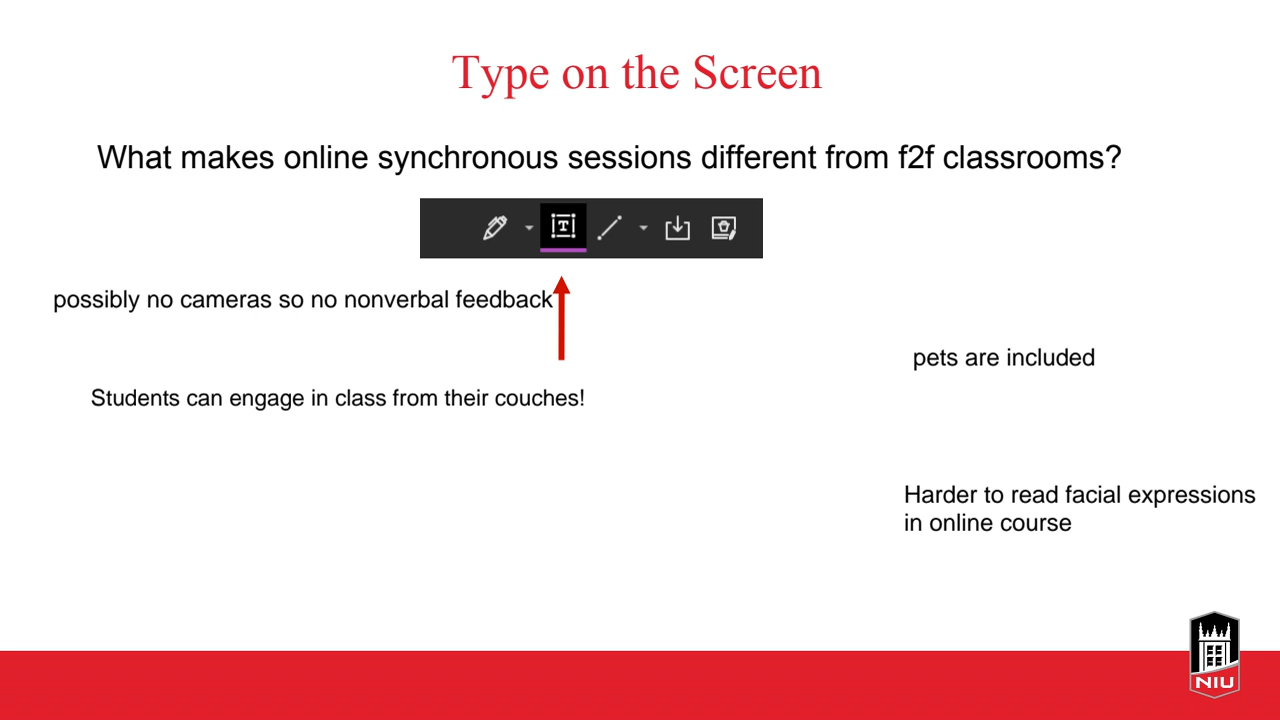 Type on the Screen
What makes online synchronous sessions different from f2f classrooms?
T
possibly no cameras so no nonverbal feedback
pets are included
Students can engage in class from their couches!
Harder to read facial expressions
in online course
NIU